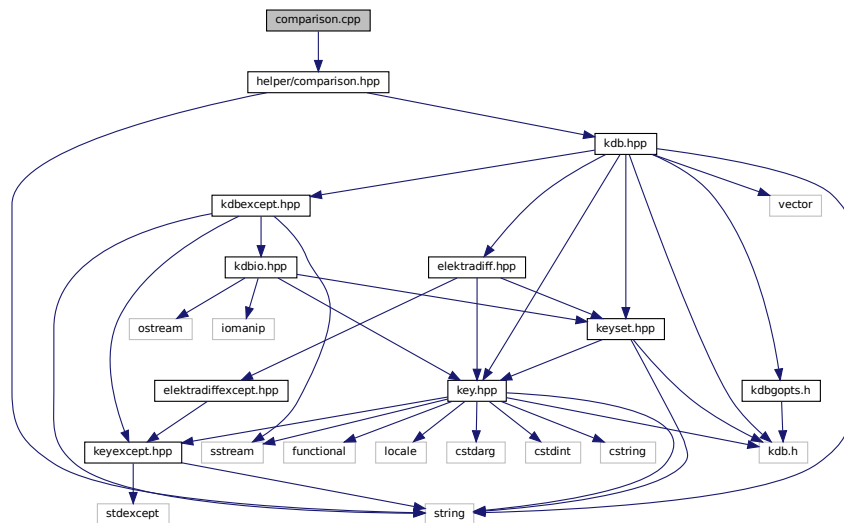 comparison.cpp
helper/comparison.hpp
kdb.hpp
kdbexcept.hpp
vector
kdbio.hpp
elektradiff.hpp
ostream
iomanip
keyset.hpp
elektradiffexcept.hpp
key.hpp
kdbgopts.h
keyexcept.hpp
sstream
functional
locale
cstdarg
cstdint
cstring
kdb.h
stdexcept
string